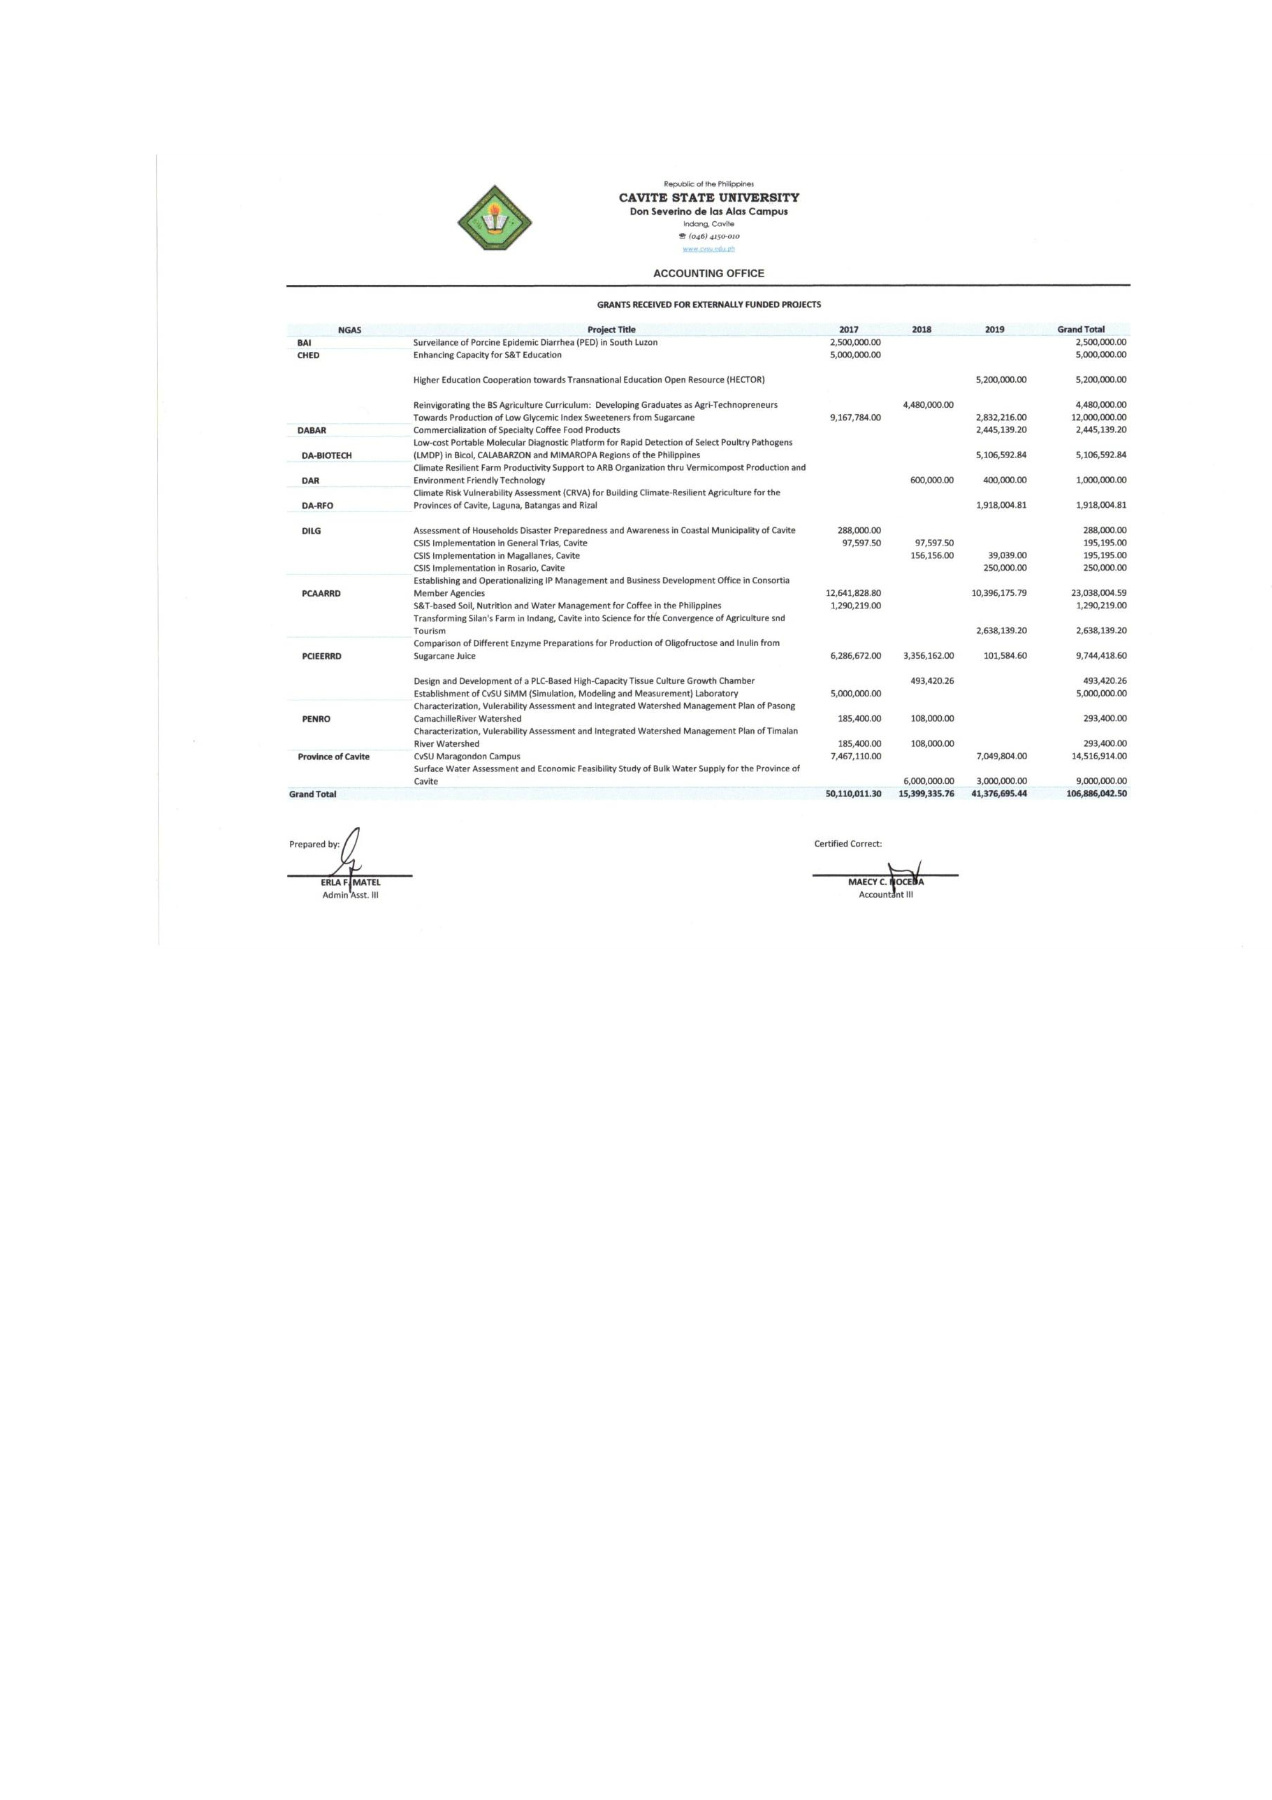 Republic of the Philippines
CAVITE STATE UNIVERSITY
Don Severino de las Alas Campus
Indang, Cavite
☎ (046) 4150-010
www.cvsu.edu.ph
ACCOUNTING OFFICE
GRANTS RECEIVED FOR EXTERNALLY FUNDED PROJECTS
NGAS Project Title 2017 2018 2019 Grand Total
BAI Surveilance of Porcine Epidemic Diarrhea (PED) in South Luzon 2,500,000.00 2,500,000.00
CHED Enhancing Capacity for S&T Education 5,000,000.00 5,000,000.00
Higher Education Cooperation towards Transnational Education Open Resource (HECTOR) 5,200,000.00 5,200,000.00
Reinvigorating the BS Agriculture Curriculum: Developing Graduates as Agri-Technopreneurs 4,480,000.00 4,480,000.00
Towards Production of Low Glycemic Index Sweeteners from Sugarcane 9,167,784.00 2,832,216.00 12,000,000.00
DABAR Commercialization of Specialty Coffee Food Products 2,445,139.20 2,445,139.20
Low-cost Portable Molecular Diagnostic Platform for Rapid Detection of Select Poultry Pathogens
DA-BIOTECH (LMDP) in Bicol, CALABARZON and MIMAROPA Regions of the Philippines 5,106,592.84 5,106,592.84
Climate Resilient Farm Productivity Support to ARB Organization thru Vermicompost Production and
DAR Environment Friendly Technology 600,000.00 400,000.00 1,000,000.00
Climate Risk Vulnerability Assessment (CRVA) for Building Climate-Resilient Agriculture for the
DA-RFO Provinces of Cavite, Laguna, Batangas and Rizal 1,918,004.81 1,918,004.81
DILG Assessment of Households Disaster Preparedness and Awareness in Coastal Municipality of Cavite 288,000.00 288,000.00
CSIS Implementation in General Trias, Cavite 97,597.50 97,597.50 195,195.00
CSIS Implementation in Magallanes, Cavite 156,156.00 39,039.00 195,195.00
CSIS Implementation in Rosario, Cavite 250,000.00 250,000.00
Establishing and Operationalizing IP Management and Business Development Office in Consortia
PCAARRD Member Agencies 12,641,828.80 10,396,175.79 23,038,004.59
S&T-based Soil, Nutrition and Water Management for Coffee in the Philippines 1,290,219.00 1,290,219.00
Transforming Silan's Farm in Indang, Cavite into Science for the Convergence of Agriculture snd
Tourism 2,638,139.20 2,638,139.20
Comparison of Different Enzyme Preparations for Production of Oligofructose and Inulin from
PCIEERRD Sugarcane Juice 6,286,672.00 3,356,162.00 101,584.60 9,744,418.60
Design and Development of a PLC-Based High-Capacity Tissue Culture Growth Chamber 493,420.26 493,420.26
Establishment of CvSU SiMM (Simulation, Modeling and Measurement) Laboratory 5,000,000.00 5,000,000.00
Characterization, Vulerability Assessment and Integrated Watershed Management Plan of Pasong
PENRO CamachilleRiver Watershed 185,400.00 108,000.00 293,400.00
Characterization, Vulerability Assessment and Integrated Watershed Management Plan of Timalan
River Watershed 185,400.00 108,000.00 293,400.00
Province of Cavite CvSU Maragondon Campus 7,467,110.00 7,049,804.00 14,516,914.00
Surface Water Assessment and Economic Feasibility Study of Bulk Water Supply for the Province of
Cavite 6,000,000.00 3,000,000.00 9,000,000.00
Grand Total 50,110,011.30 15,399,335.76 41,376,695.44 106,886,042.50
Prepared by: Certified Correct:
ERLA F. MATEL MAECY C. NOCEDA
Admin Asst. III Accountant III